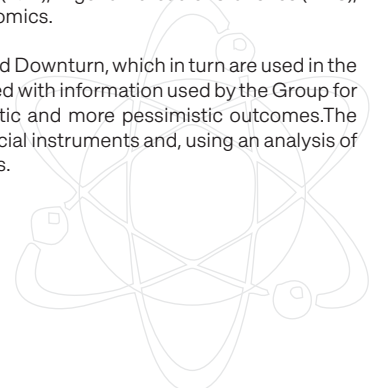 omics.
d Downturn, which in turn are used in the
ed with information used by the Group for
tic and more pessimistic outcomes.The
cial instruments and, using an analysis of
s.